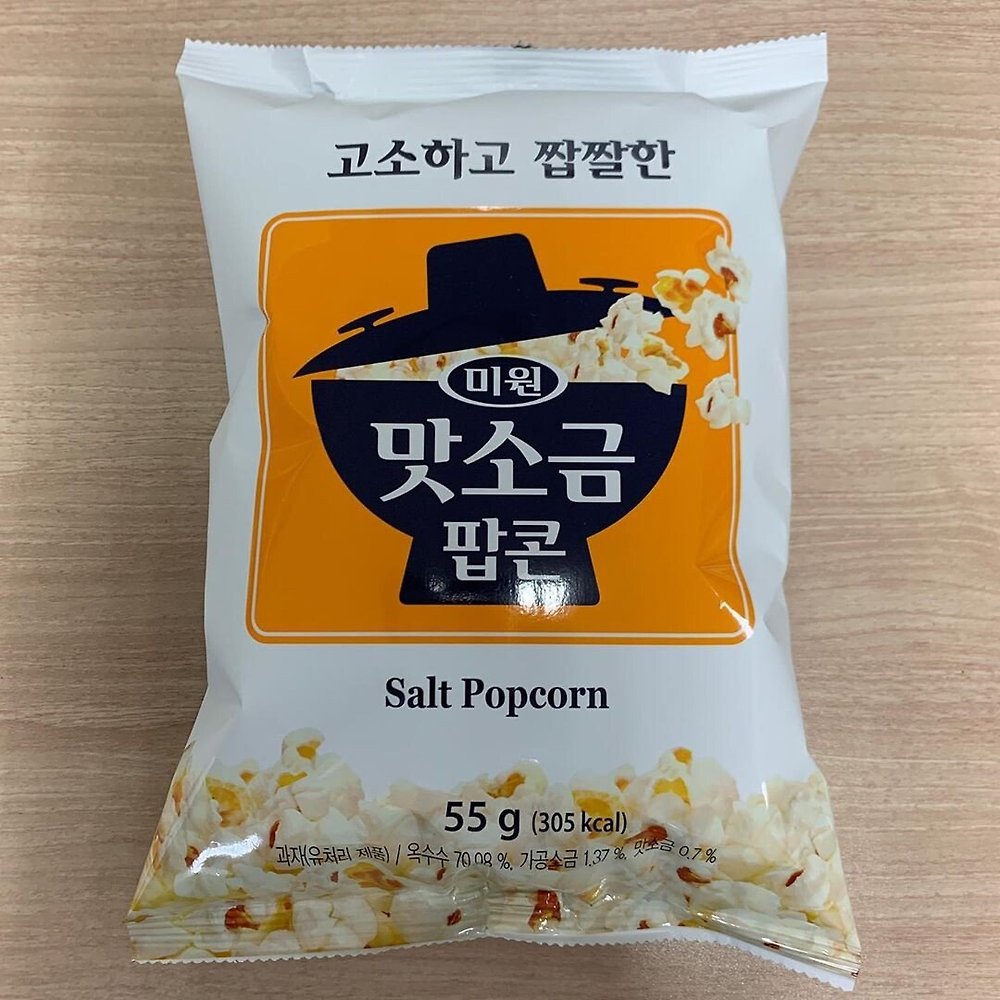 고소하고 짭짤한
미원
맛소금
팝콘
Salt Popcorn
55 g (305 kcal)
과자(유처리 제품) / 옥수수 70.08 %, 가공소금 1.37 %, 맛소금 0.7 %